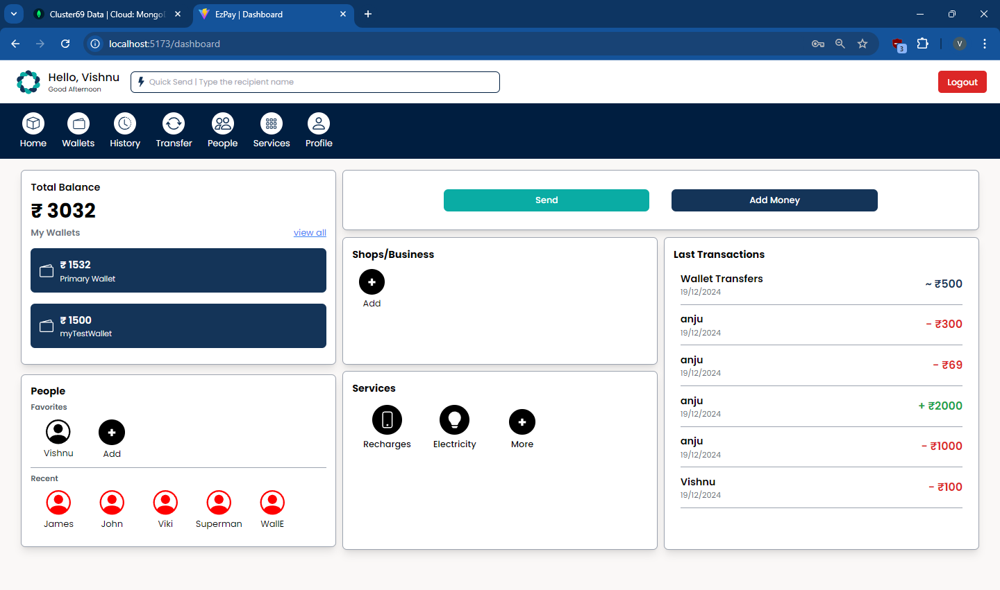 Cluster69 Data | Cloud: Mongo
EzPay | Dashboard
localhost:5173/dashboard
3
V
Hello, Vishnu
Good Afternoon
Quick Send | Type the recipient name
Logout
Home
Wallets
History
Transfer
People
Services
Profile
Total Balance
₹ 3032
My Wallets
view all
₹ 1532
Primary Wallet
₹ 1500
myTestWallet
Send
Add Money
Shops/Business
Add
Last Transactions
Wallet Transfers
19/12/2024
~ ₹500
anju
19/12/2024
- ₹300
anju
19/12/2024
- ₹69
anju
19/12/2024
+ ₹2000
anju
19/12/2024
- ₹1000
Vishnu
19/12/2024
- ₹100
People
Favorites
Vishnu
Add
Recent
James
John
Viki
Superman
WallE
Services
Recharges
Electricity
More